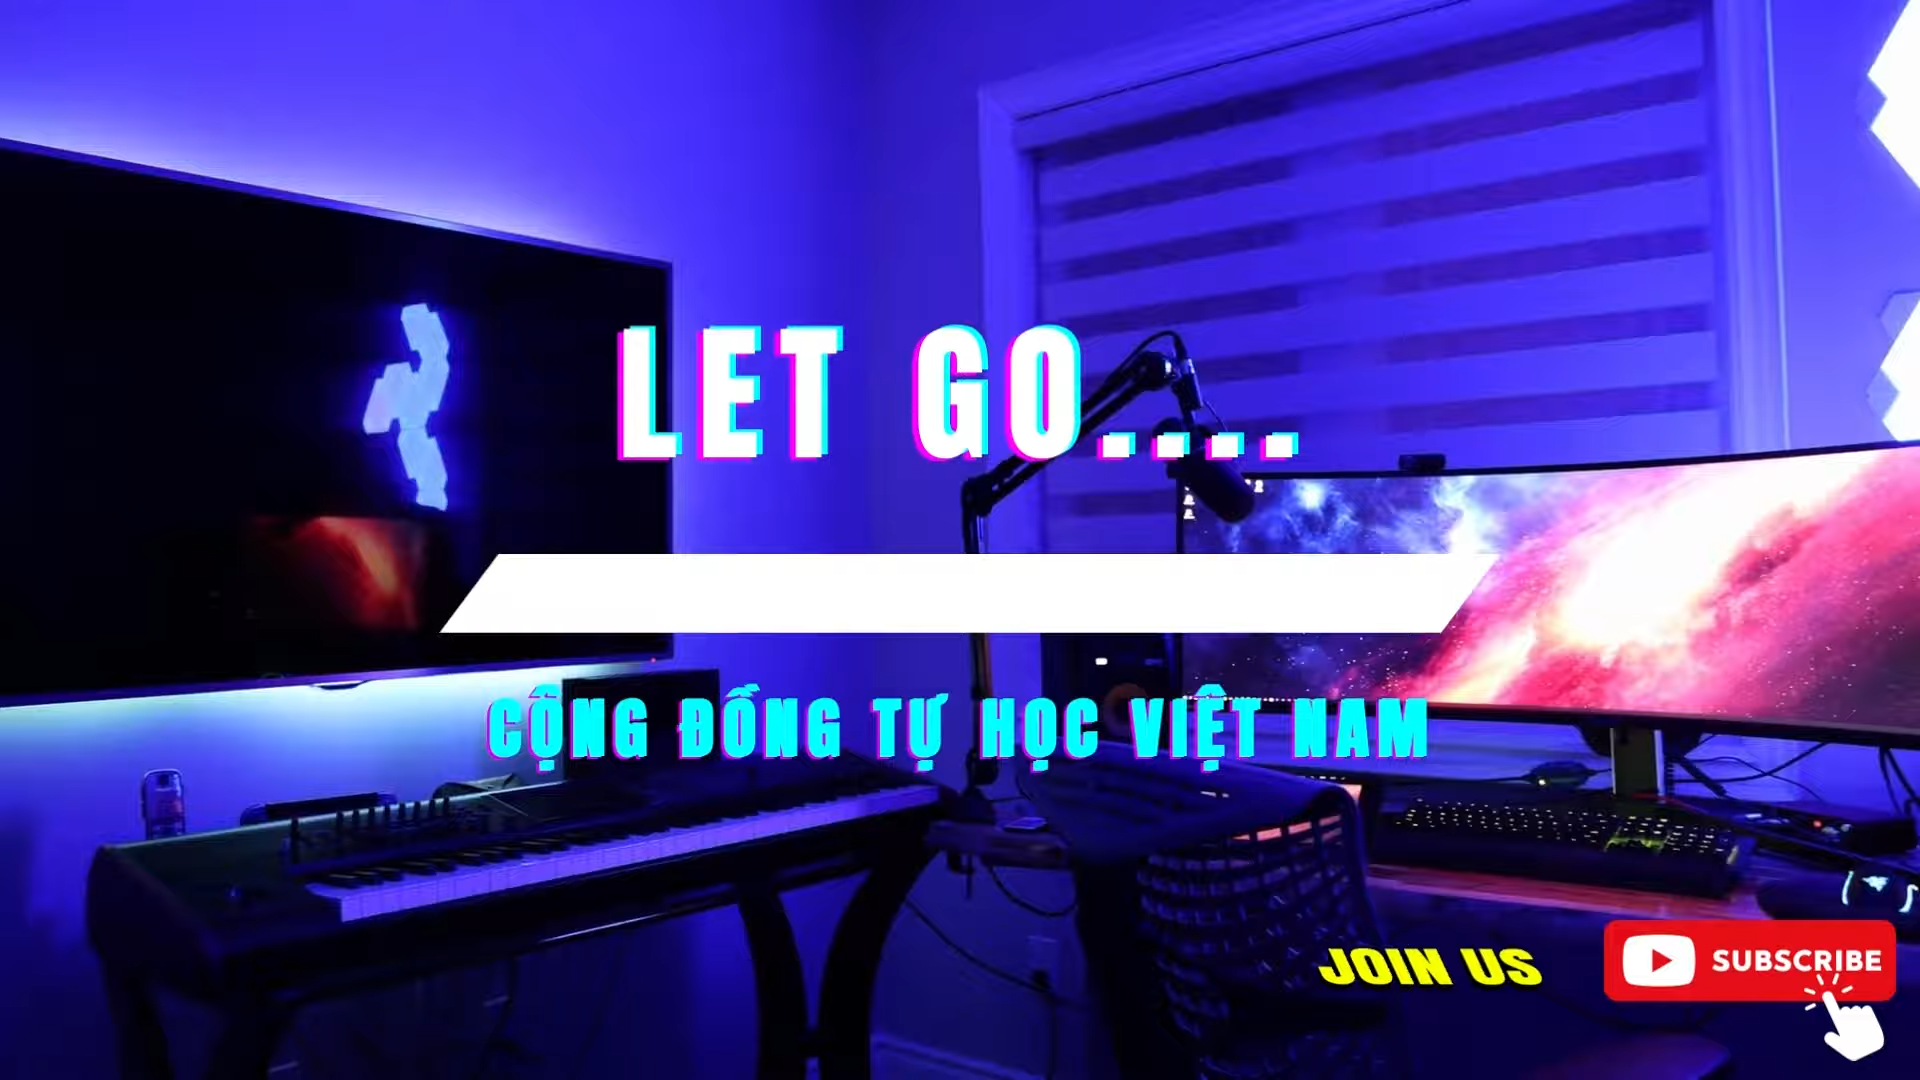 LET GO....
CỘNG ĐỒNG TỰ HỌC VIỆT NAM
JOIN US
SUBSCRIBE